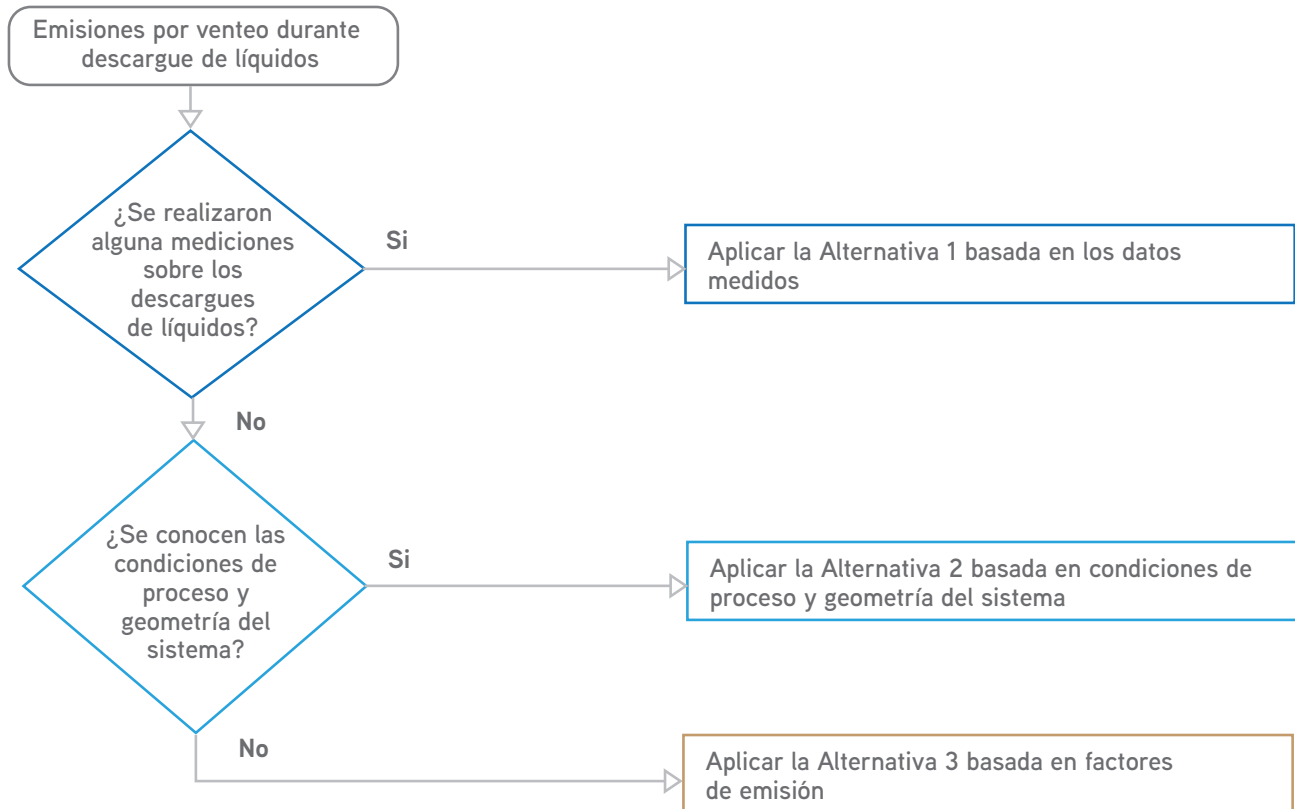 Emisiones por venteo durante
descargue de líquidos
¿Se realizaron
alguna mediciones
sobre los
descargues
de líquidos?
Si
Aplicar la Alternativa 1 basada en los datos
medidos
No
¿Se conocen las
condiciones de
proceso y
geometría del
sistema?
Si
Aplicar la Alternativa 2 basada en condiciones de
proceso y geometría del sistema
No
Aplicar la Alternativa 3 basada en factores
de emisión